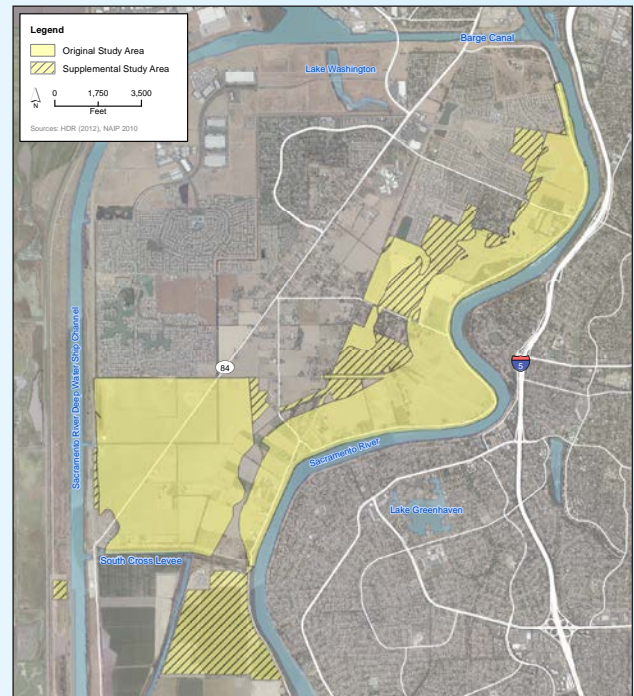 Legend
Original Study Area
Supplemental Study Area
N
0 1,750 3,500
Feet
Sources: HDR (2012), NAIP 2010
Barge Canal
Lake Washington
Sacramento River Deep Water Ship Channel
84
5
Sacramento River
Lake Greenhaven
South Cross Levee